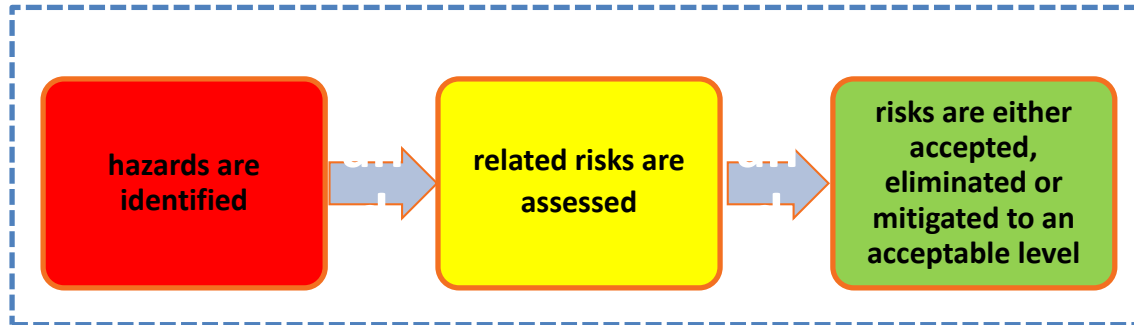 hazards are
identified
related risks are
assessed
risks are either
accepted,
eliminated or
mitigated to an
acceptable level